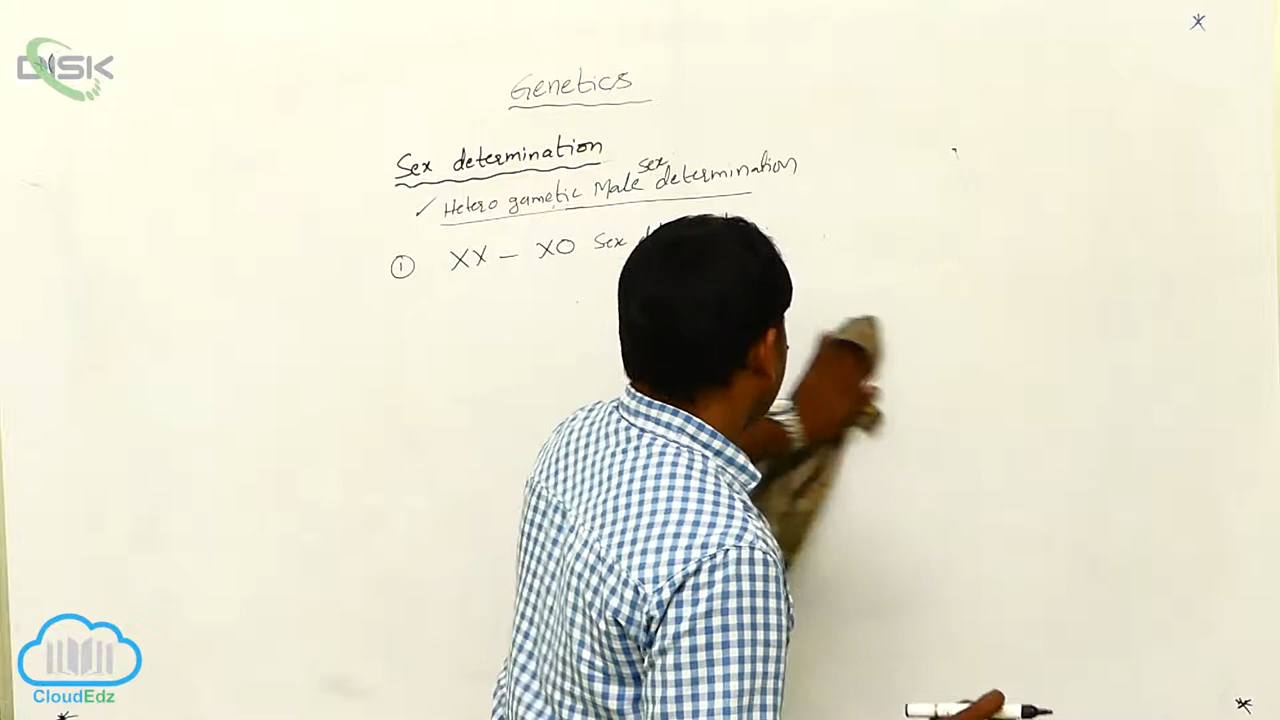 DISK
Genetics
Sex determination
sex
✓ Hetero gametic Male determination
① XX – XO Sex
CloudEdz